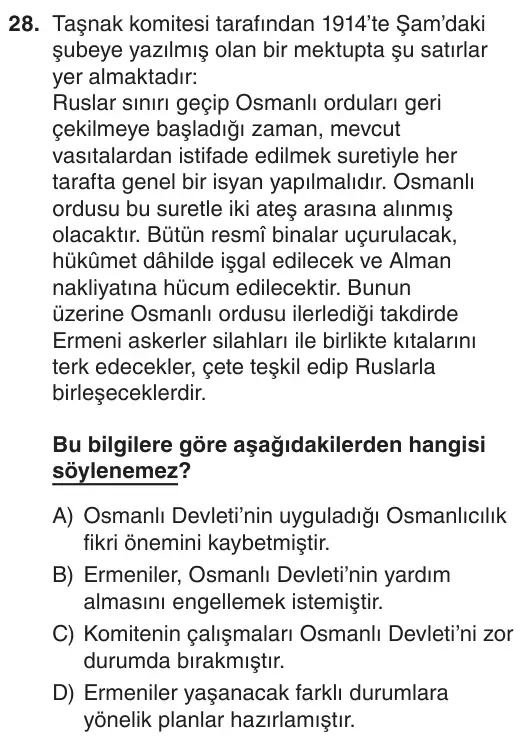 28. Taşnak komitesi tarafından 1914’te Şam’daki
şubeye yazılmış olan bir mektupta şu satırlar
yer almaktadır:
Ruslar sınırı geçip Osmanlı orduları geri
çekilmeye başladığı zaman, mevcut
vasıtalardan istifade edilmek suretiyle her
tarafta genel bir isyan yapılmalıdır. Osmanlı
ordusu bu suretle iki ateş arasına alınmış
olacaktır. Bütün resmî binalar uçurulacak,
hükûmet dâhilde işgal edilecek ve Alman
nakliyatına hücum edilecektir. Bunun
üzerine Osmanlı ordusu ilerlediği takdirde
Ermeni askerler silahları ile birlikte kıtalarını
terk edecekler, çete teşkil edip Ruslarla
birleşeceklerdir.
Bu bilgilere göre aşağıdakilerden hangisi
söylenemez?
A) Osmanlı Devleti’nin uyguladığı Osmanlıcılık
fikri önemini kaybetmiştir.
B) Ermeniler, Osmanlı Devleti’nin yardım
almasını engellemek istemiştir.
C) Komitenin çalışmaları Osmanlı Devleti’ni zor
durumda bırakmıştır.
D) Ermeniler yaşanacak farklı durumlara
yönelik planlar hazırlamıştır.